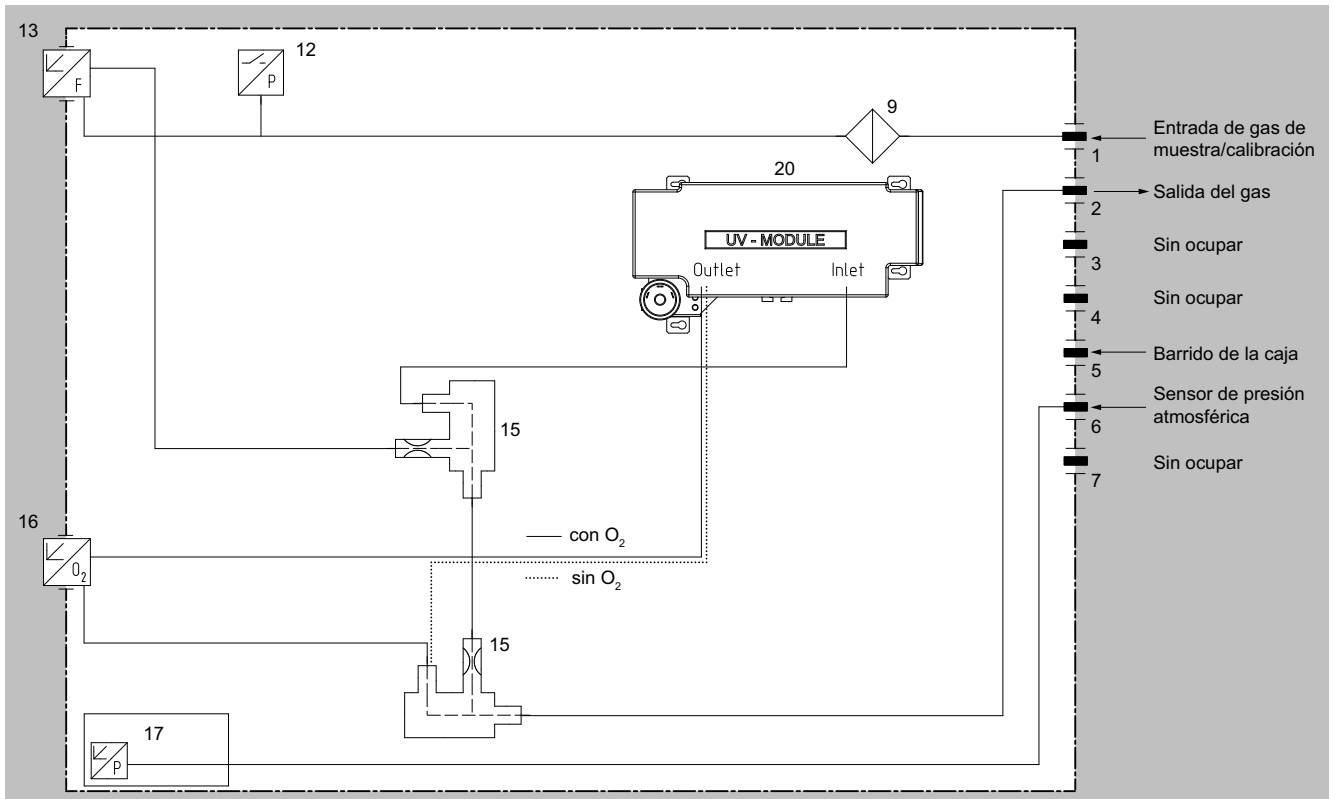 13
F
12
P
9
1
Entrada de gas de
muestra/calibración
20
2
Salida del gas
UV - MODULE
Outlet
Inlet
3
Sin ocupar
4
Sin ocupar
5
Barrido de la caja
6
Sensor de presión
atmosférica
15
7
Sin ocupar
16
O₂
con O₂
sin O₂
15
17
P